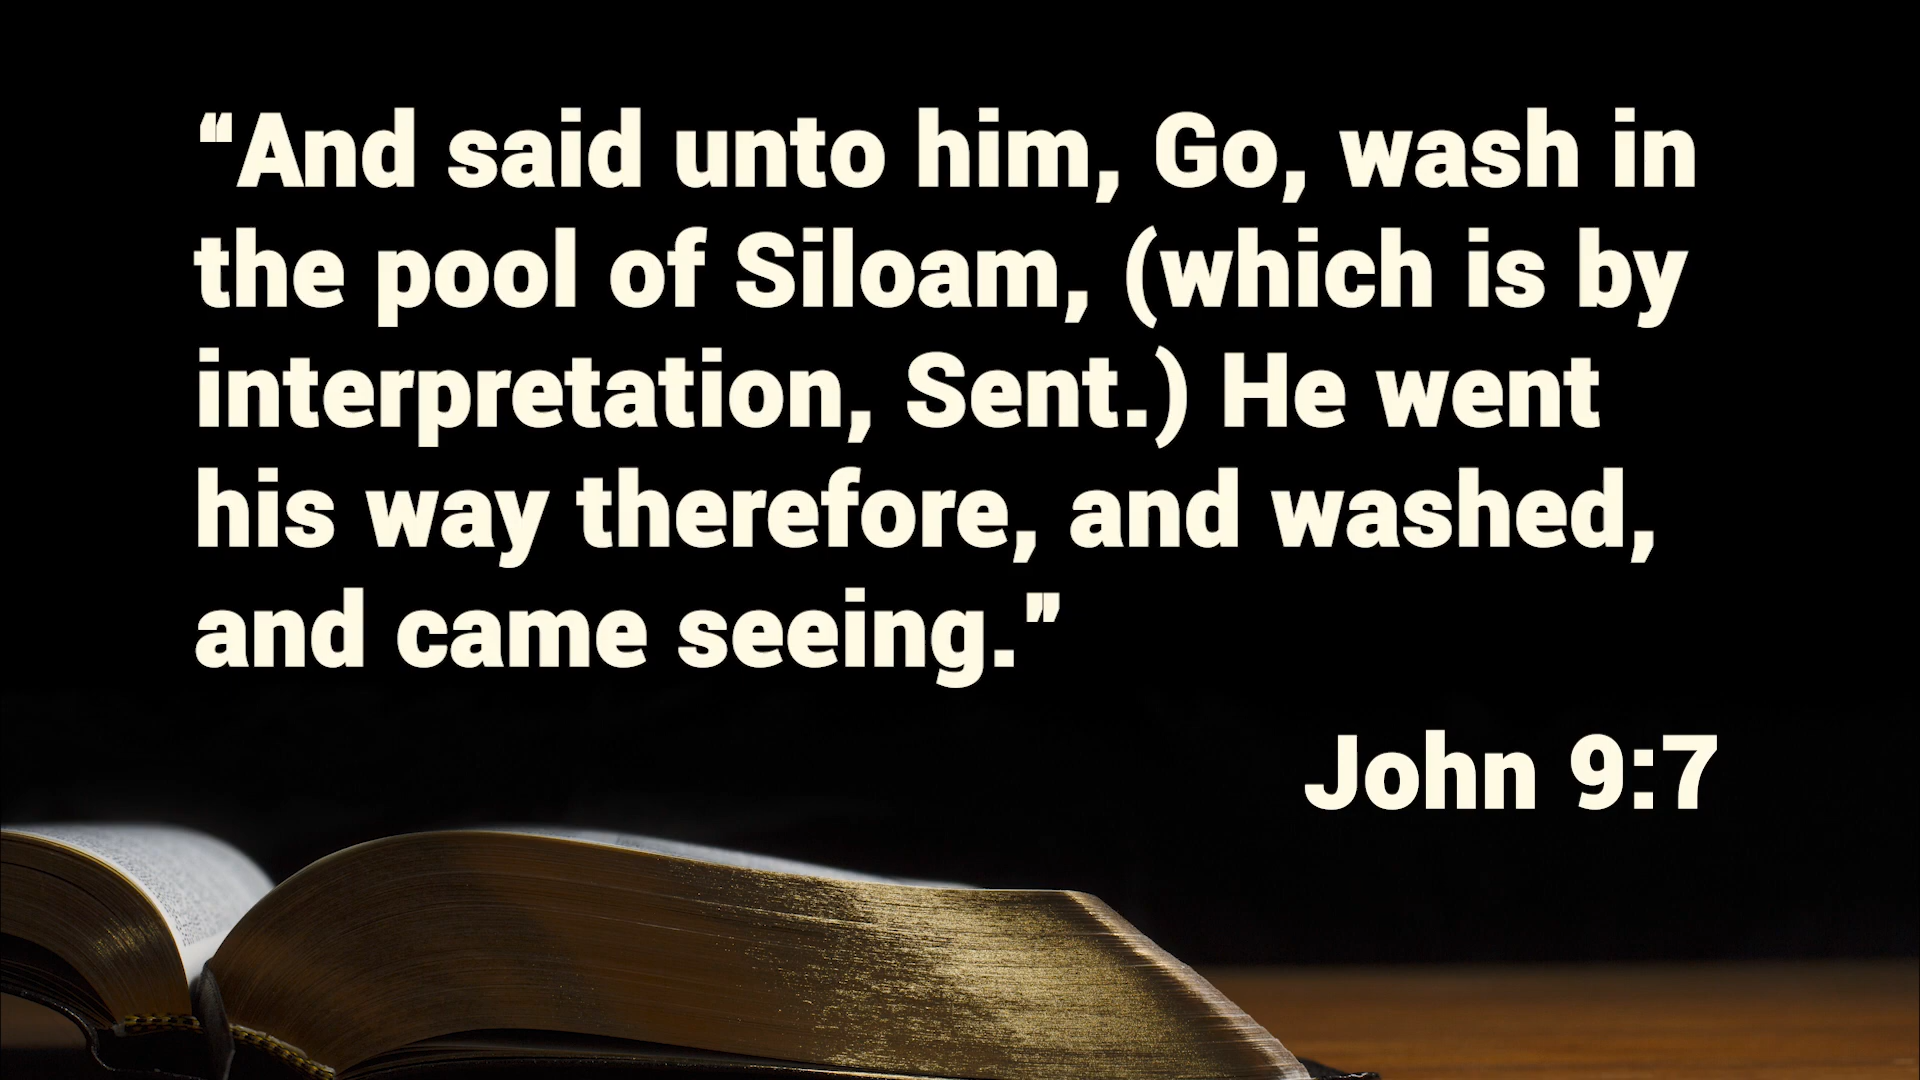 “And said unto him, Go, wash in
the pool of Siloam, (which is by
interpretation, Sent.) He went
his way therefore, and washed,
and came seeing.”
John 9:7